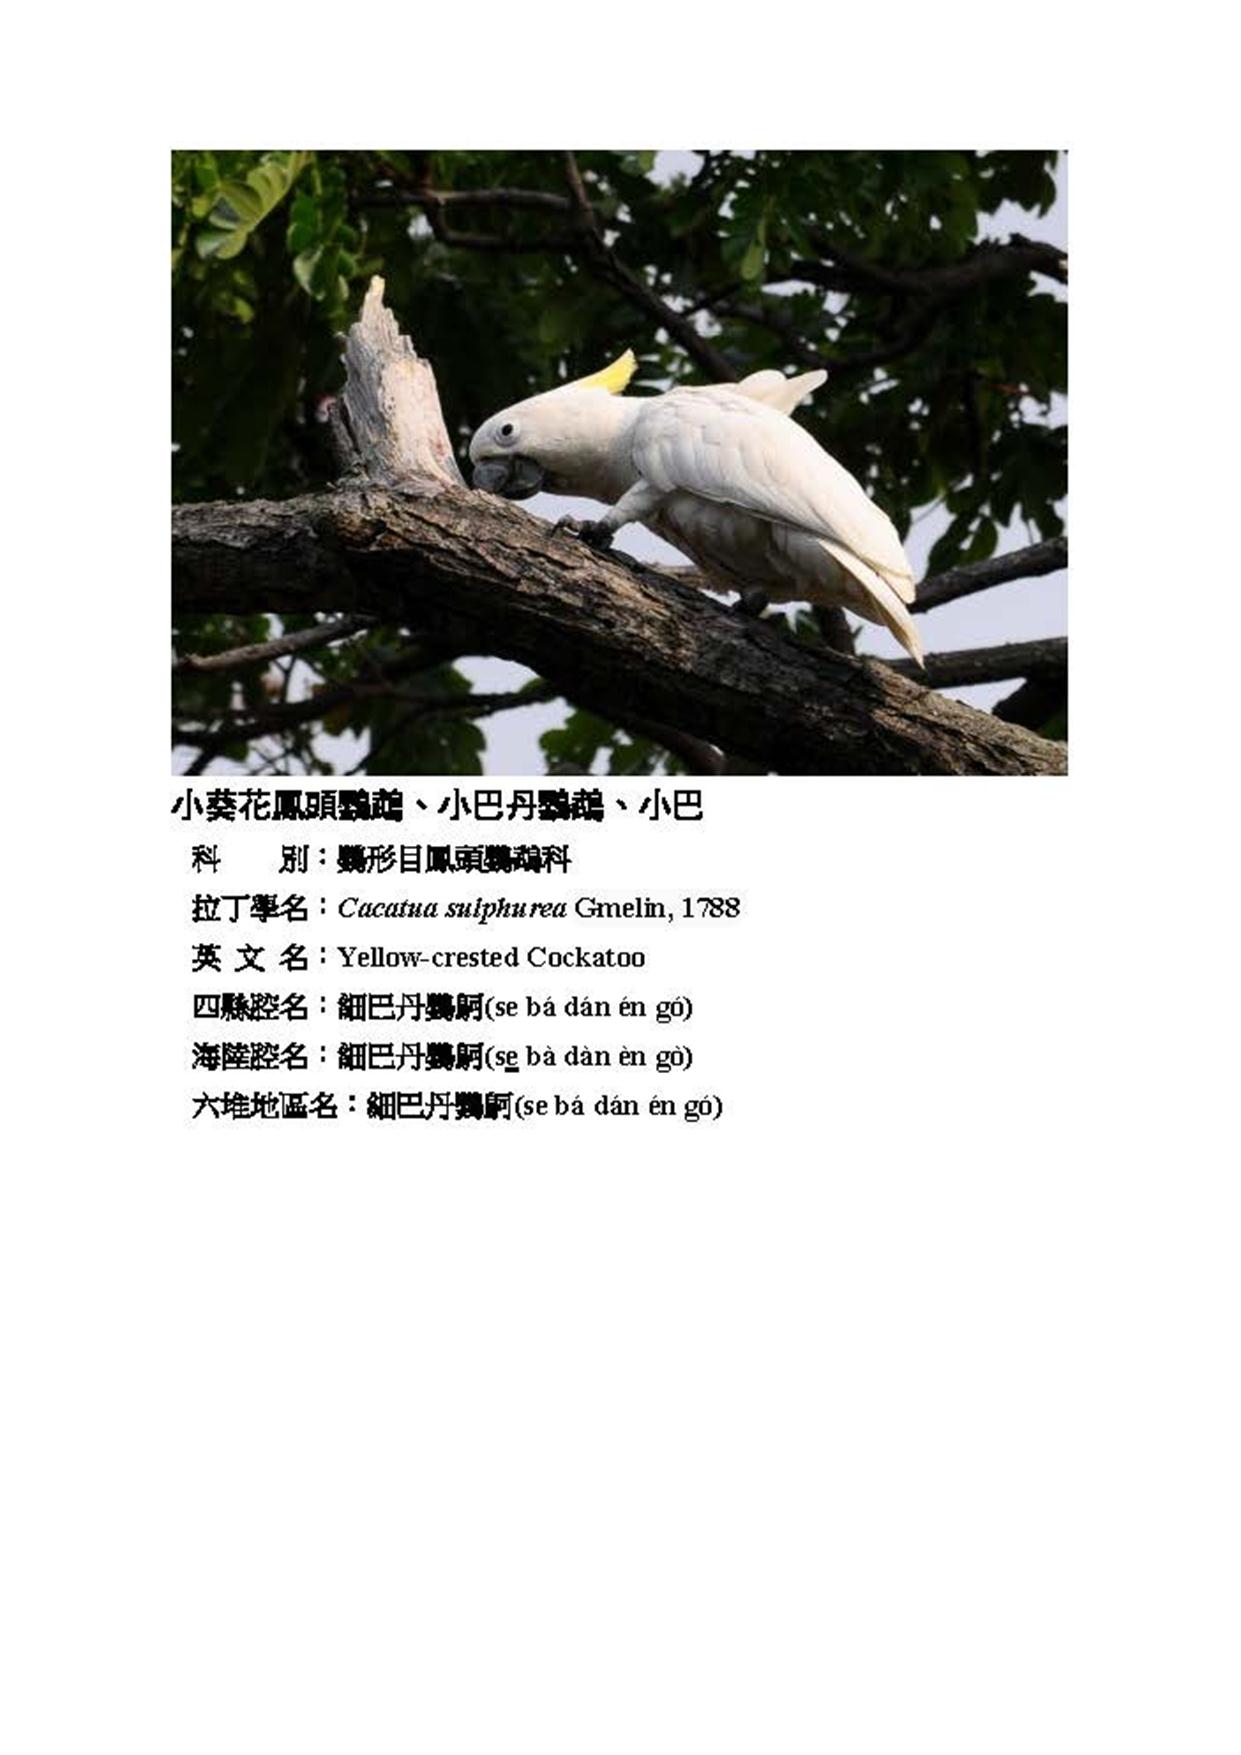 小葵花鳳頭鸚鵡、小巴丹鸚鵡、小巴
科 別：鸚形目鳳頭鸚鵡科
拉丁學名：Cacatua sulphurea Gmelin, 1788
英 文 名：Yellow-crested Cockatoo
四縣腔名：細巴丹鸚鴚(se bá dán én gó)
海陸腔名：細巴丹鸚鴚(se bà dàn èn gò)
六堆地區名：細巴丹鸚鴚(se bá dán én gó)